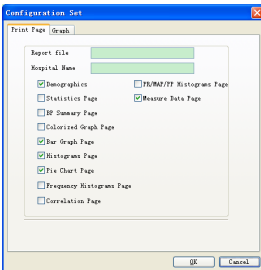 Configuration Set
Print Page Graph
Report file
Hospital Name
Demographics
PR/MAP/PP Histograms Page
Statistics Page
Measure Data Page
BP Summary Page
Colorized Graph Page
Bar Graph Page
Histograms Page
Pie Chart Page
Frequency Histograms Page
Correlation Page
OK Cancel